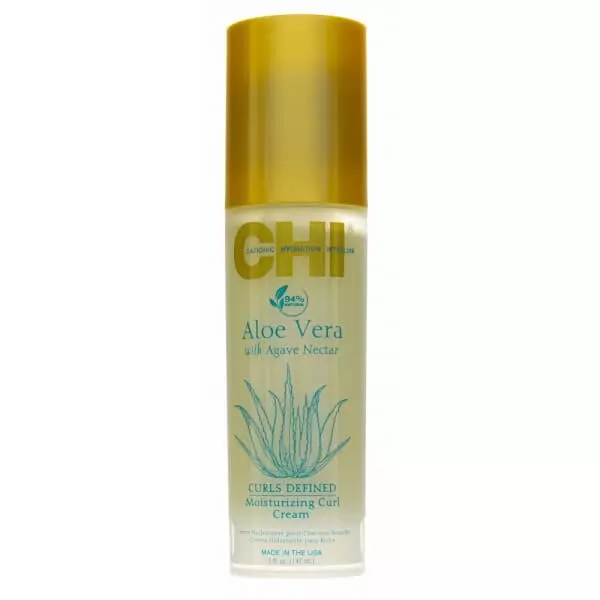 CHI
CATIONIC HYDRATION INTERLINK
94%
NATURAL
Aloe Vera
with Agave Nectar
CURLS DEFINED
Moisturizing Curl
Cream
MADE IN THE USA